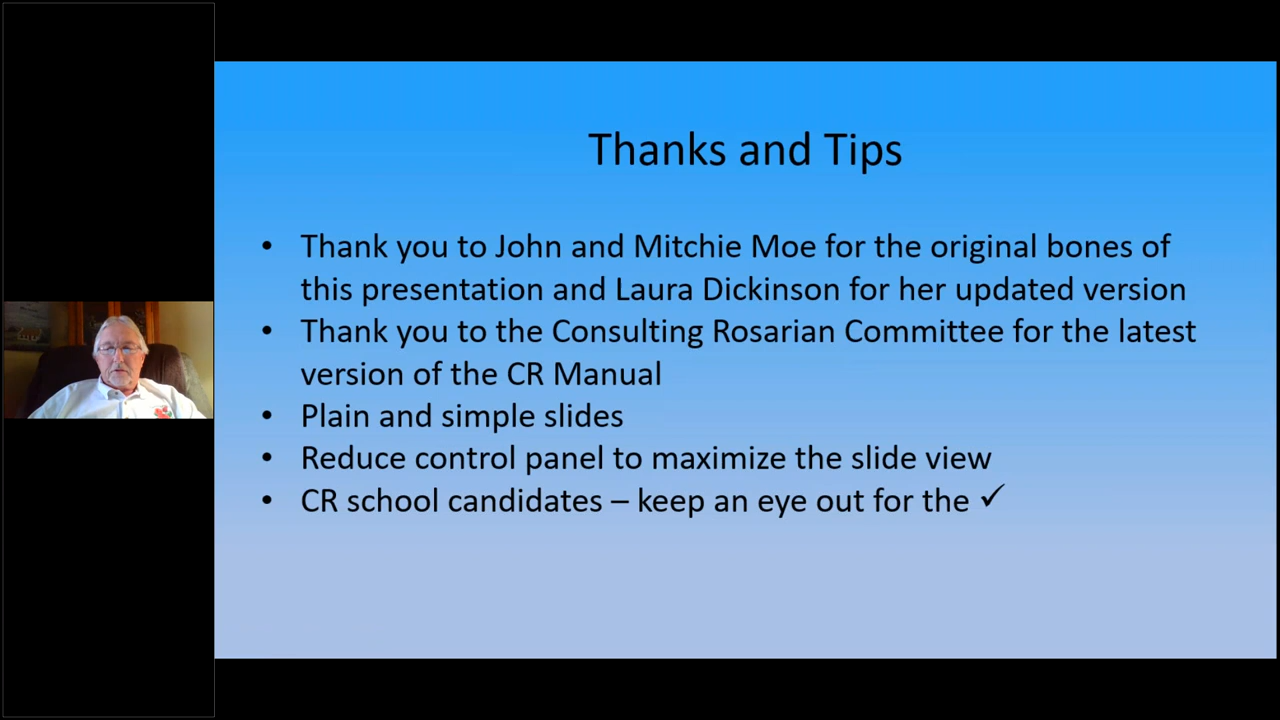 Thanks and Tips
• Thank you to John and Mitchie Moe for the original bones of
this presentation and Laura Dickinson for her updated version
• Thank you to the Consulting Rosarian Committee for the latest
version of the CR Manual
• Plain and simple slides
• Reduce control panel to maximize the slide view
• CR school candidates – keep an eye out for the ✓